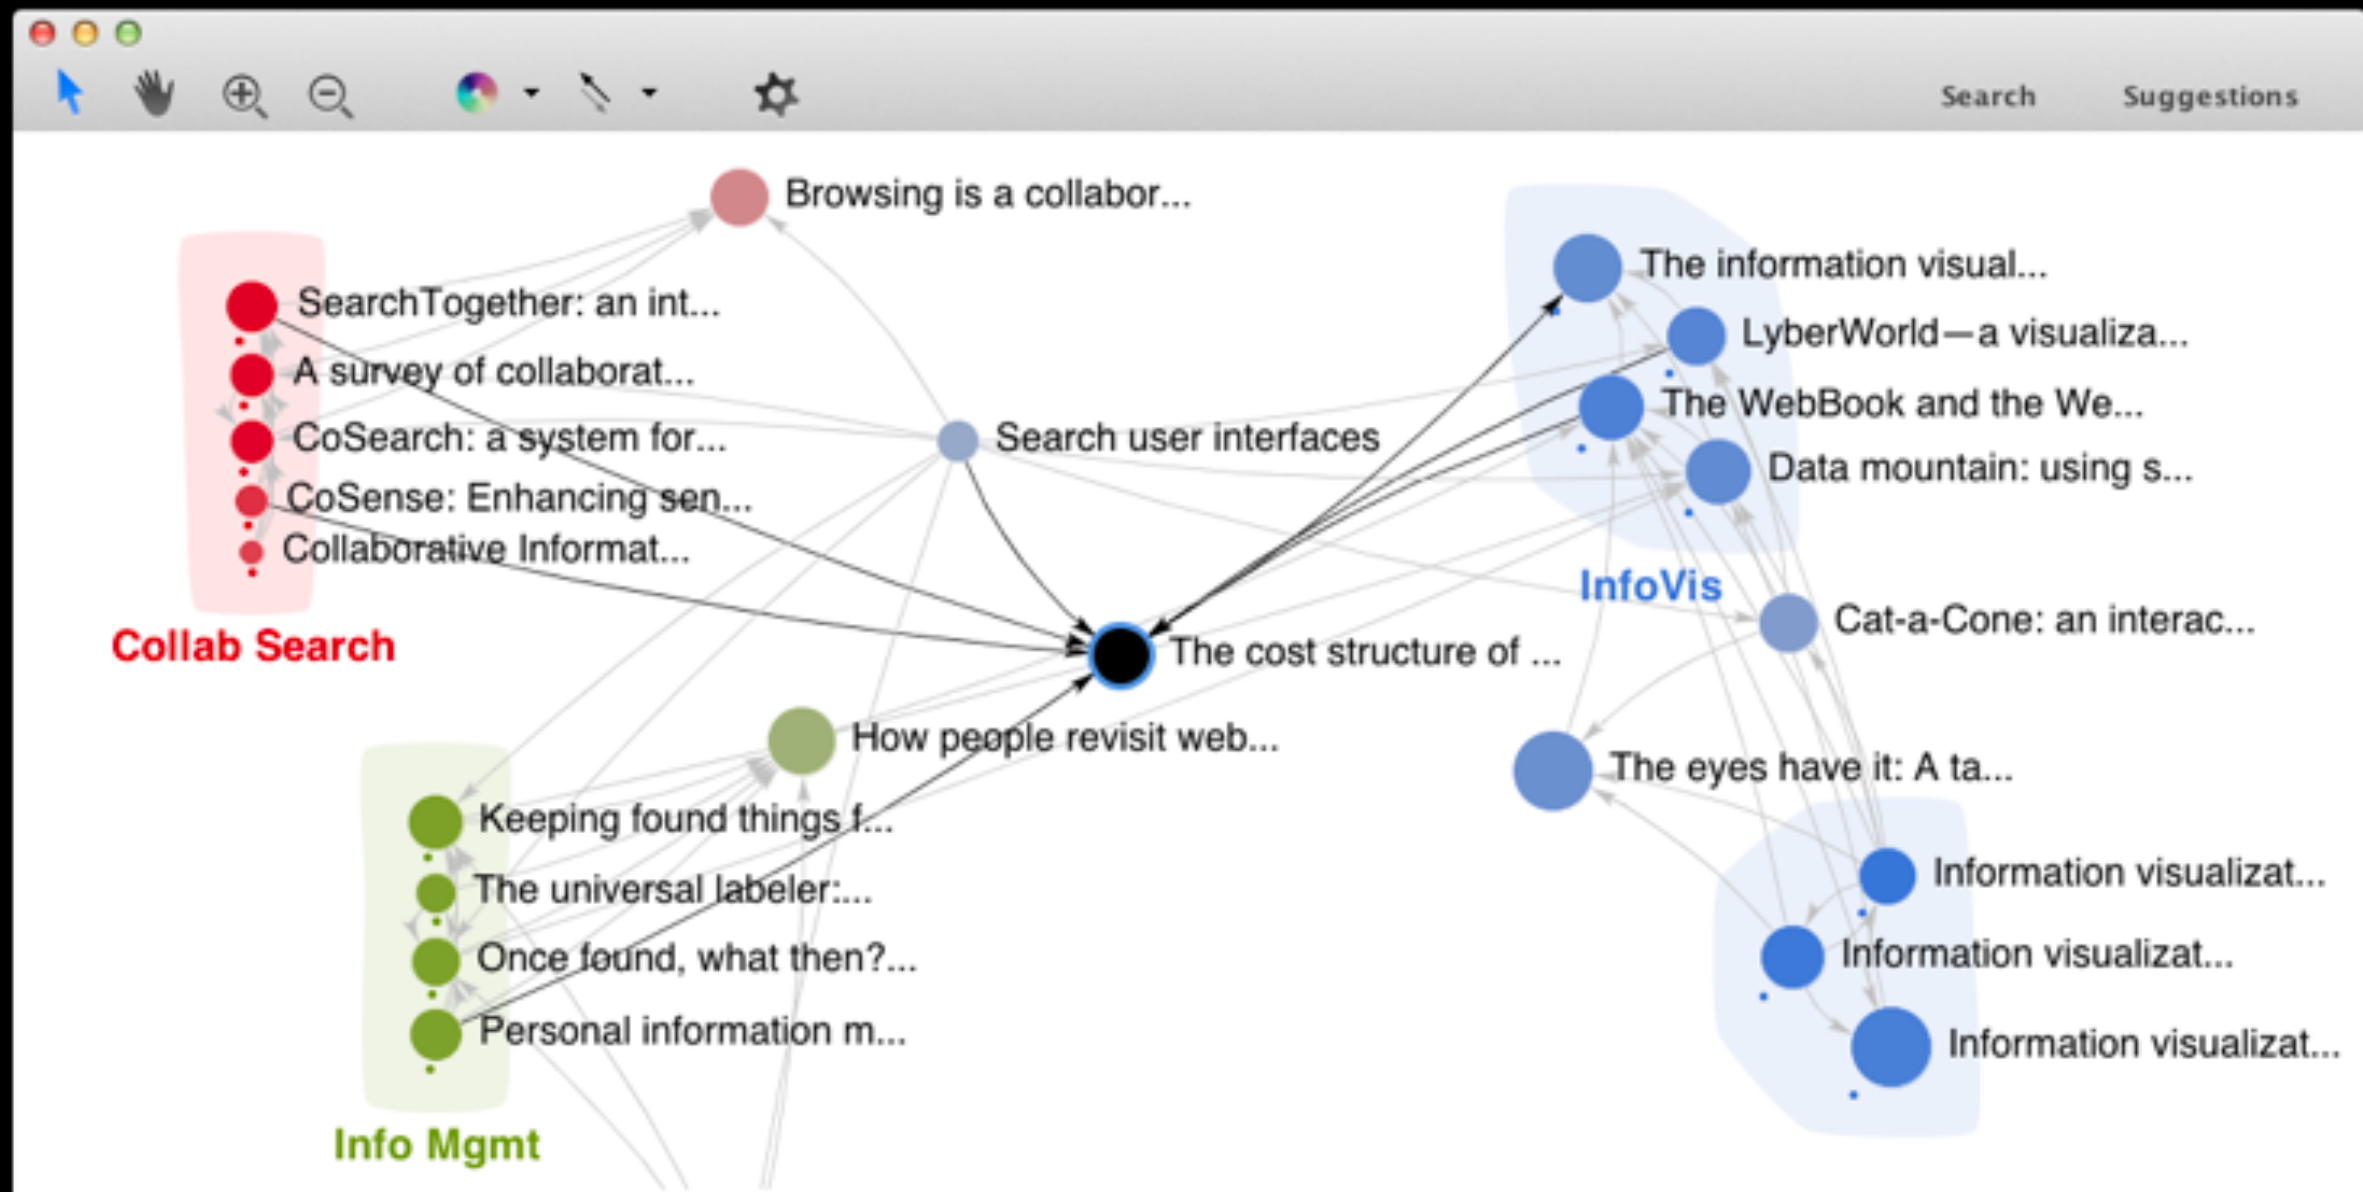 Search
Suggestions
Browsing is a collabor...
SearchTogether: an int...
A survey of collaborat...
CoSearch: a system for...
CoSense: Enhancing sen...
Collaborative Informat...
Collab Search
Search user interfaces
The information visual...
LyberWorld—a visualiza...
The WebBook and the We...
Data mountain: using s...
InfoVis
Cat-a-Cone: an interac...
The cost structure of ...
How people revisit web...
The eyes have it: A ta...
Keeping found things f...
The universal labeler:...
Once found, what then?...
Personal information m...
Info Mgmt
Information visualizat...
Information visualizat...
Information visualizat...